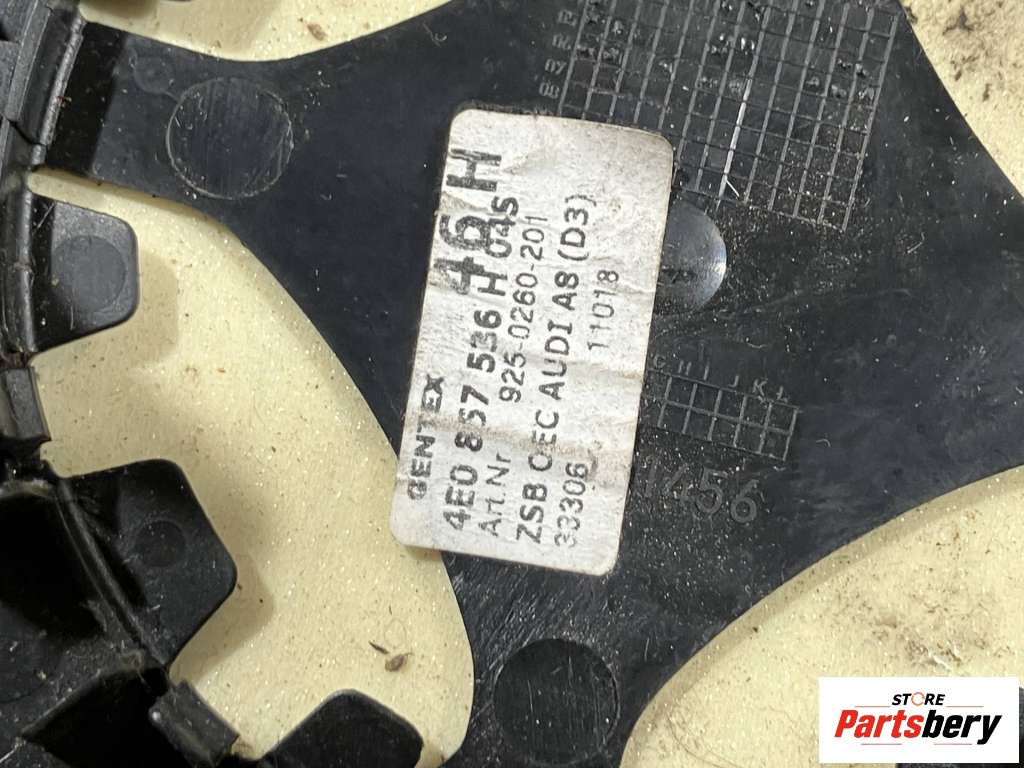 GENTEX
46 H
4E0 857 536 H 04S
Art.Nr 925-0260-201
ZSB OEC AUDI A8 (D3)
33306 11018
1456
STORE
Partsbery